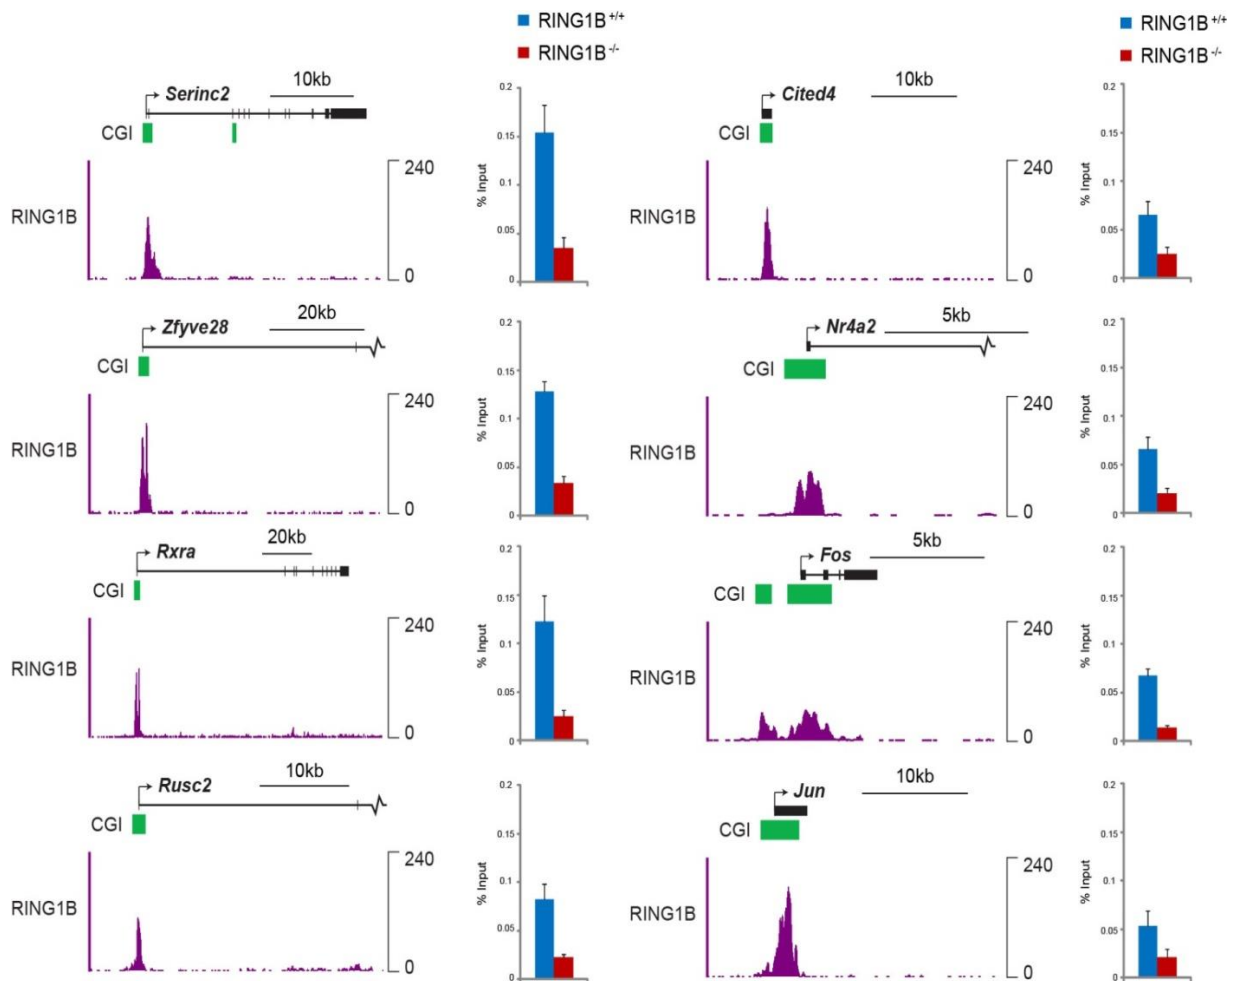 RING1B+/+
RING1B-/-
Serinc2
10kb
CGI
RING1B
240
0
% Input
0.2
0.15
0.1
0.05
0
Zfyve28
20kb
CGI
RING1B
240
0
% Input
0.2
0.15
0.1
0.05
0
Rxra
20kb
CGI
RING1B
240
0
% Input
0.2
0.15
0.1
0.05
0
Rusc2
10kb
CGI
RING1B
240
0
% Input
0.2
0.15
0.1
0.05
0
RING1B+/+
RING1B-/-
Cited4
10kb
CGI
RING1B
240
0
% Input
0.2
0.15
0.1
0.05
0
Nr4a2
5kb
CGI
RING1B
240
0
% Input
0.2
0.15
0.1
0.05
0
Fos
5kb
CGI
RING1B
240
0
% Input
0.2
0.15
0.1
0.05
0
Jun
10kb
CGI
RING1B
240
0
% Input
0.2
0.15
0.1
0.05
0